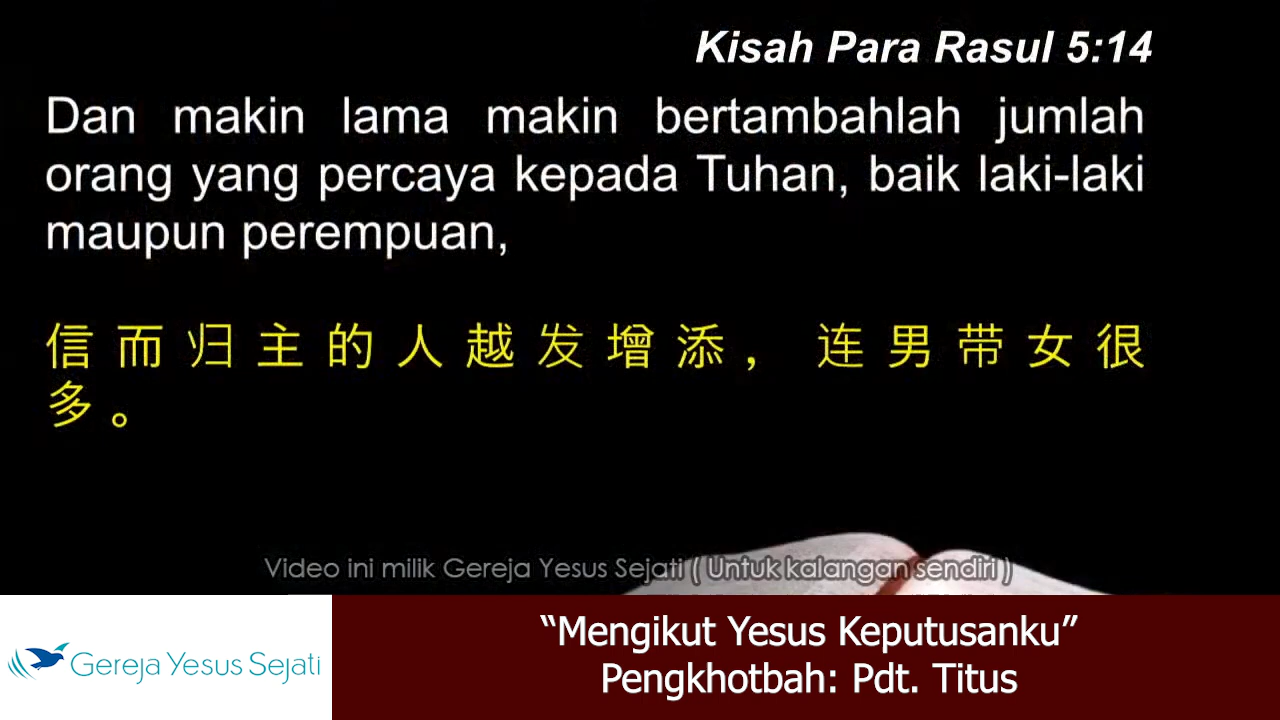 Kisah Para Rasul 5:14
Dan makin lama makin bertambahlah jumlah
orang yang percaya kepada Tuhan, baik laki-laki
maupun perempuan,
信而归主的人越发增添，连男带女很
多。
Video ini milik Gereja Yesus Sejati ( Untuk kalangan sendiri )
Gereja Yesus Sejati
“Mengikut Yesus Keputusanku”
Pengkhotbah: Pdt. Titus